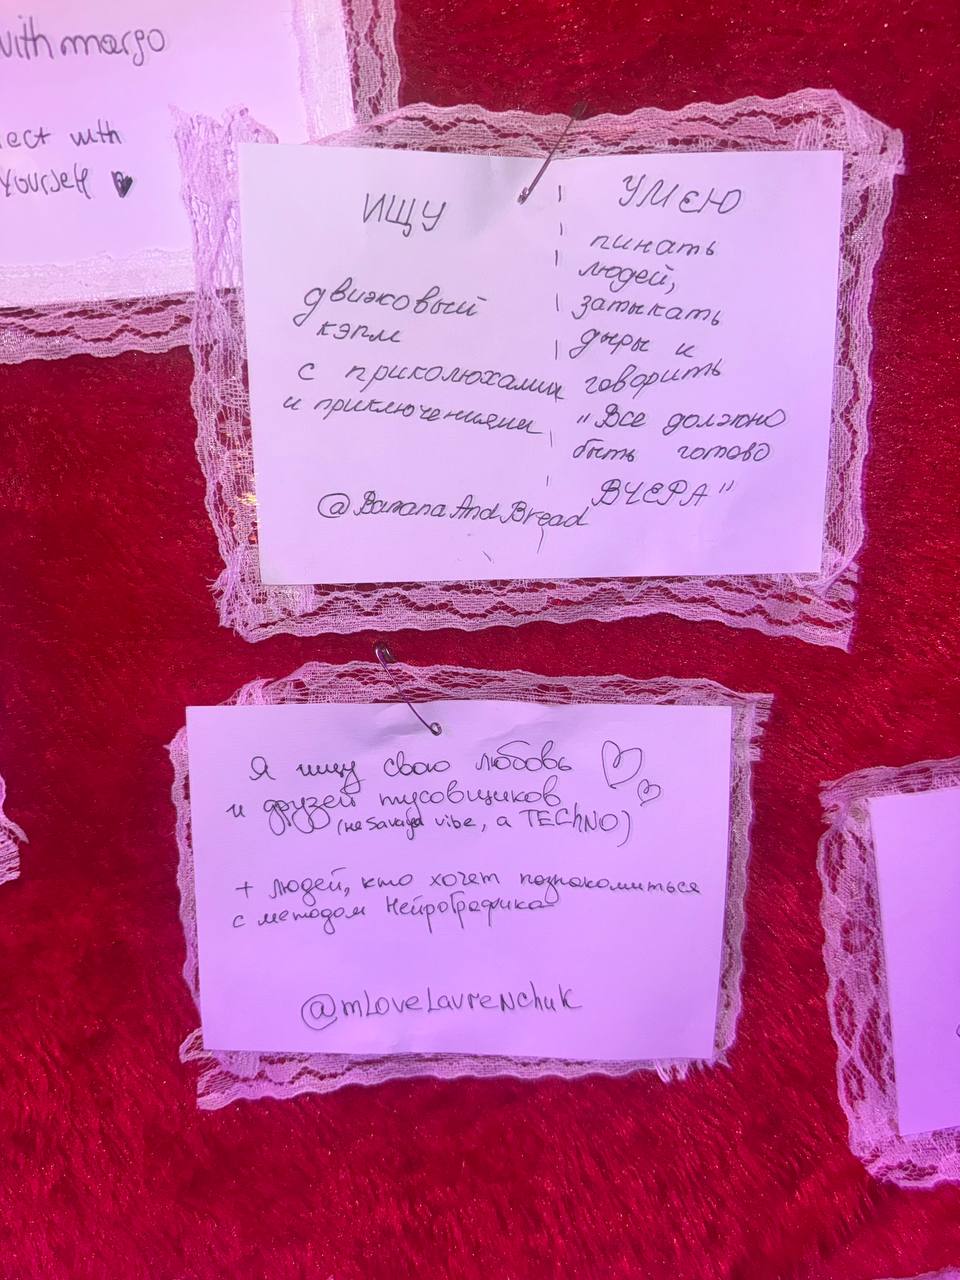 with margo
ect with
Yourself
ИЩУ
движовый
кэмп
с приколюхами
и приключениями
@BananaAndBread
УМЕЮ
пинать
людей,
затыкать
дыры и
говорить
"Все должно
быть готово
ВЧЕРА"
Я ищу свою любовь
и друзей тусовщиков
(не savage vibe, а TEChNO)
+ людей, кто хочет познакомиться
с методом Нейрографика
@mLoveLavreNchuk